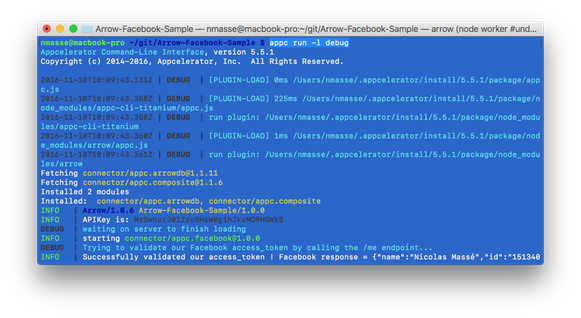 Arrow-Facebook-Sample — nmasse@macbook-pro: ~/git/Arrow-Facebook-Sample — arrow (node worker #und...
nmasse@macbook-pro ~/git/Arrow-Facebook-Sample $ appc run -l debug
Appcelerator Command-Line Interface, version 5.5.1
Copyright (c) 2014-2016, Appcelerator, Inc. All Rights Reserved.
2016-11-10T10:09:43.131Z | DEBUG | [PLUGIN-LOAD] 0ms /Users/nmasse/.appcelerator/install/5.5.1/package/app
c.js
2016-11-10T10:09:43.358Z | DEBUG | [PLUGIN-LOAD] 225ms /Users/nmasse/.appcelerator/install/5.5.1/package/n
ode_modules/appc-cli-titanium/appc.js
2016-11-10T10:09:43.358Z | DEBUG | run plugin: /Users/nmasse/.appcelerator/install/5.5.1/package/node_modu
les/appc-cli-titanium
2016-11-10T10:09:43.360Z | DEBUG | [PLUGIN-LOAD] 1ms /Users/nmasse/.appcelerator/install/5.5.1/package/nod
e_modules/arrow/appc.js
2016-11-10T10:09:43.361Z | DEBUG | run plugin: /Users/nmasse/.appcelerator/install/5.5.1/package/node_modu
les/arrow
Fetching connector/appc.arrowdb@1.1.11
Fetching connector/appc.composite@1.1.6
Installed 2 modules
Installed: connector/appc.arrowdb, connector/appc.composite
INFO | Arrow/1.8.6 Arrow-Facebook-Sample/1.0.0
INFO | APIKey is:
DEBUG | waiting on server to finish loading
INFO | starting connector/appc.facebook@1.0.0
DEBUG | Trying to validate our Facebook access_token by calling the /me endpoint...
INFO | Successfully validated our access_token ! Facebook response = {"name":"Nicolas Massé","id":"151340